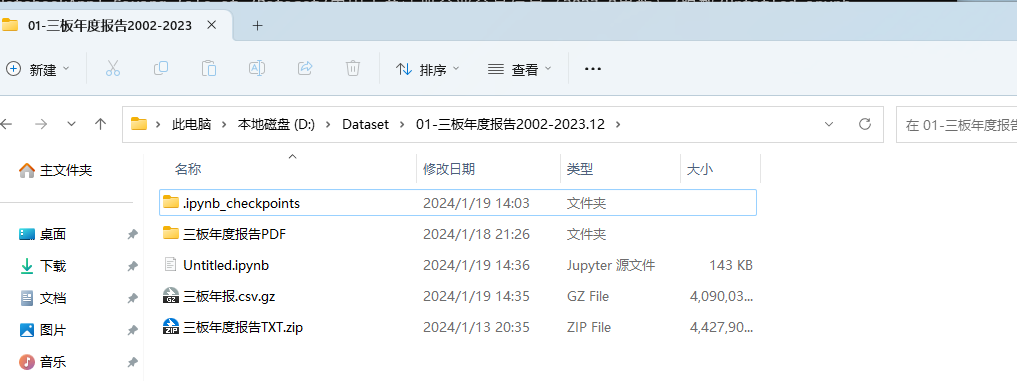 01-三板年度报告2002-2023
新建 排序 查看
此电脑 本地磁盘 (D:) Dataset 01-三板年度报告2002-2023.12 在 01-三板年度报告
主文件夹 名称 修改日期 类型 大小
.ipynb_checkpoints 2024/1/19 14:03 文件夹
桌面 三板年度报告PDF 2024/1/18 21:26 文件夹
下载 Untitled.ipynb 2024/1/19 14:36 Jupyter 源文件 143 KB
文档 GZ 三板年报.csv.gz 2024/1/19 14:35 GZ File 4,090,03...
图片 ZIP 三板年度报告TXT.zip 2024/1/13 20:35 ZIP File 4,427,90...
音乐